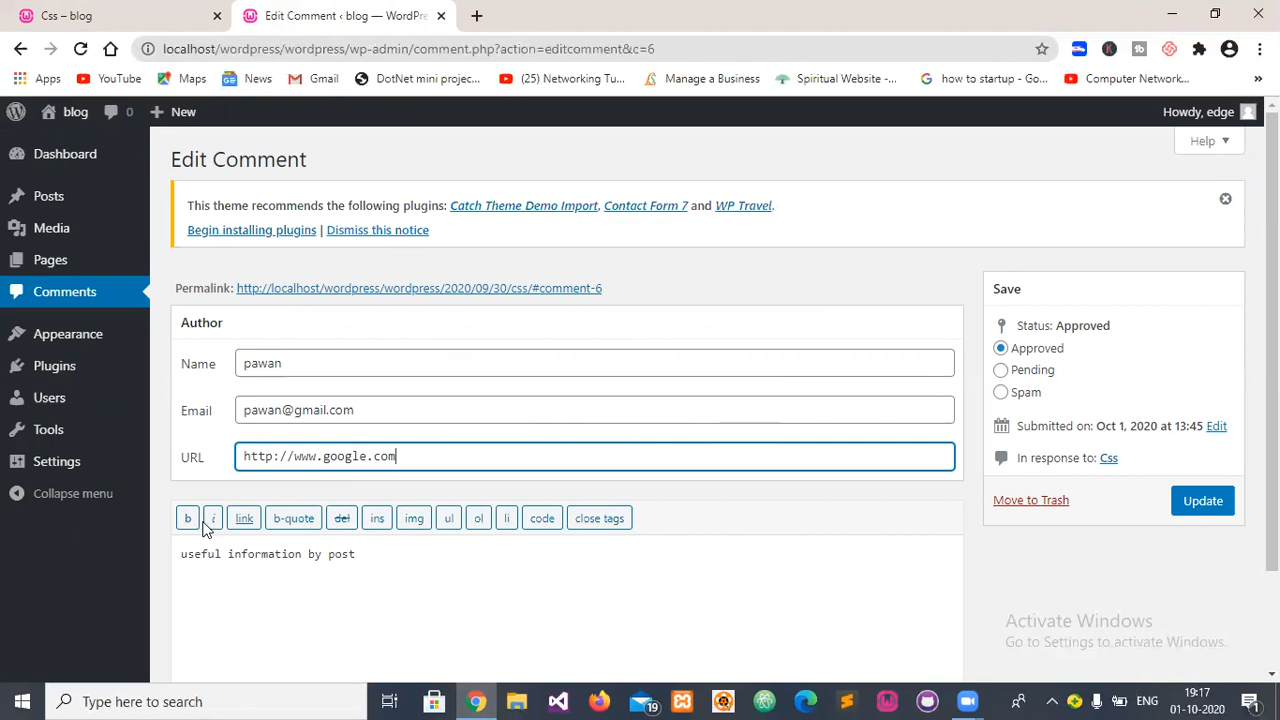 Css – blog
Edit Comment ‹ blog — WordPre
localhost/wordpress/wordpress/wp-admin/comment.php?action=editcomment&c=6
Apps
YouTube
Maps
News
Gmail
DotNet mini projec...
(25) Networking Tu...
Manage a Business
Spiritual Website -...
how to startup - Go...
Computer Network...
blog
0
New
Howdy, edge
Dashboard
Posts
Media
Pages
Comments
Appearance
Plugins
Users
Tools
Settings
Collapse menu
Help
Edit Comment
This theme recommends the following plugins: Catch Theme Demo Import, Contact Form 7 and WP Travel.
Begin installing plugins | Dismiss this notice
Permalink: http://localhost/wordpress/wordpress/2020/09/30/css/#comment-6
Author
Name pawan
Email pawan@gmail.com
URL http://www.google.com
b i link b-quote del ins img ul ol li code close tags
useful information by post
Save
Status: Approved
Approved
Pending
Spam
Submitted on: Oct 1, 2020 at 13:45 Edit
In response to: Css
Move to Trash
Update
Activate Windows
Go to Settings to activate Windows.
Type here to search
19
ENG
19:17
01-10-2020
1